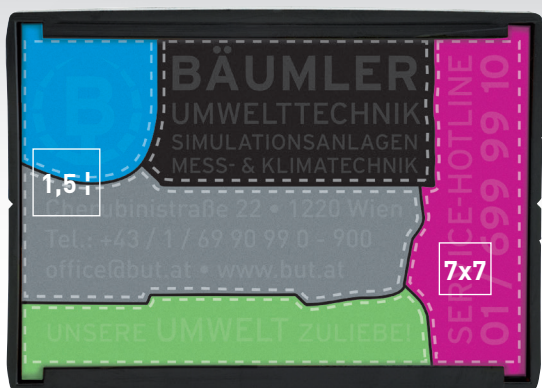 B
BÄUMLER
UMWELTTECHNIK
SIMULATIONSANLAGEN
MESS- & KLIMATECHNIK
1,5 l
Cherubinistraße 22 • 1220 Wien
Tel.: +43 / 1 / 69 90 99 0 - 900
office@but.at • www.but.at
UNSERE UMWELT ZULIEBE!
SERVICE-HOTLINE
01 / 699 99 10
7x7